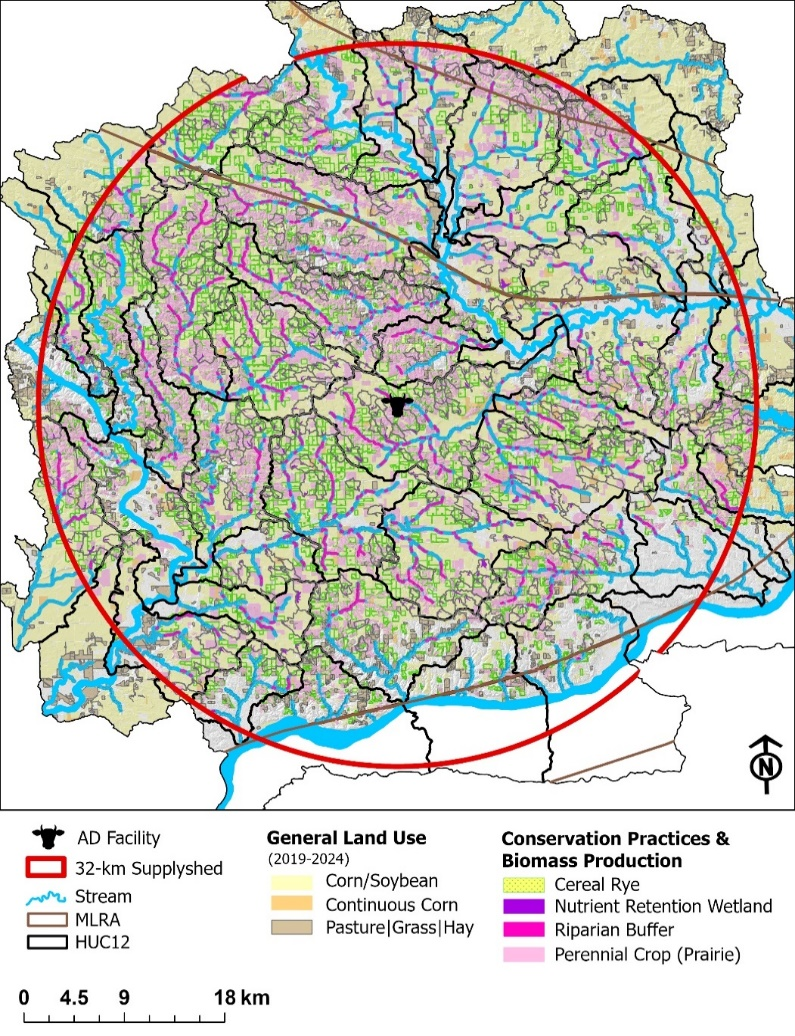 N
AD Facility
32-km Supplyshed
Stream
MLRA
HUC12
General Land Use
(2019-2024)
Corn/Soybean
Continuous Corn
Pasture|Grass|Hay
Conservation Practices &
Biomass Production
Cereal Rye
Nutrient Retention Wetland
Riparian Buffer
Perennial Crop (Prairie)
0 4.5 9 18 km